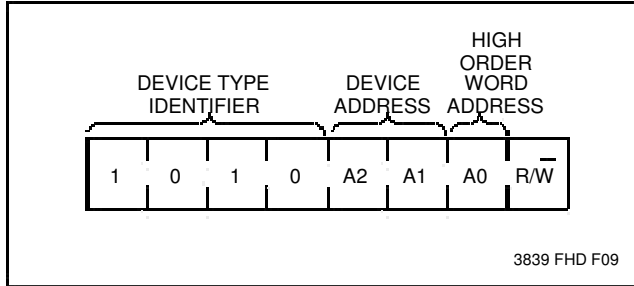 HIGH
ORDER
DEVICE TYPE DEVICE WORD
IDENTIFIER ADDRESS ADDRESS
1 0 1 0 A2 A1 A0 R/W̅
3839 FHD F09